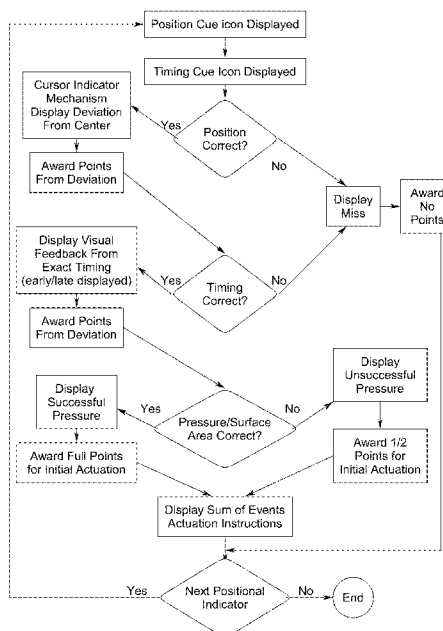 Position Cue icon Displayed
Timing Cue Icon Displayed
Cursor Indicator
Mechanism
Display Deviation
From Center
Yes
Position
Correct?
No
Award Points
From Deviation
Display
Miss
Award
No
Points
Display Visual
Feedback From
Exact Timing
(early/late displayed)
Yes
Timing
Correct?
No
Award Points
From Deviation
Display
Successful
Pressure
Yes
Pressure/Surface
Area Correct?
No
Display
Unsuccessful
Pressure
Award Full Points
for Initial Actuation
Award 1/2
Points for
Initial Actuation
Display Sum of Events
Actuation Instructions
Yes
Next Positional
Indicator
No
End